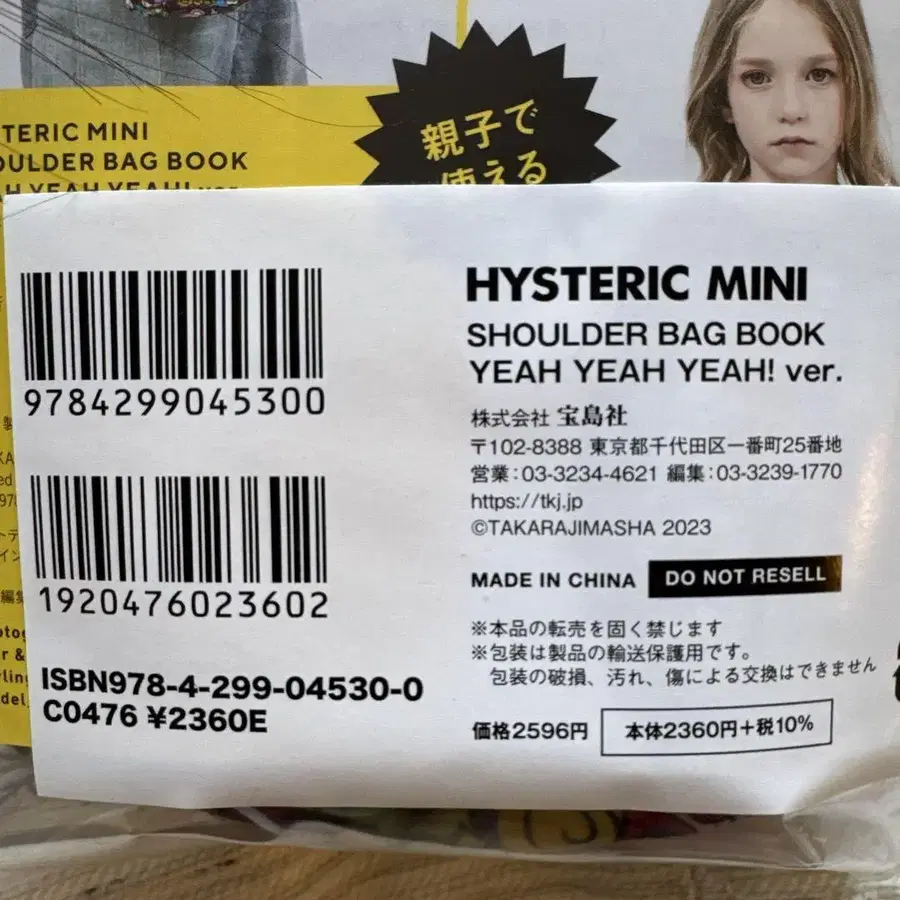 TERIC MINI
OULDER BAG BOOK
AH YEAH YEAH! ver.
親子で
使える
9784299045300
1920476023602
ISBN978-4-299-04530-0
C0476 ¥2360E
HYSTERIC MINI
SHOULDER BAG BOOK
YEAH YEAH YEAH! ver.
株式会社 宝島社
〒102-8388 東京都千代田区一番町25番地
営業:03-3234-4621 編集:03-3239-1770
https://tkj.jp
©TAKARAJIMASHA 2023
MADE IN CHINA DO NOT RESELL
※本品の転売を固く禁じます
※包装は製品の輸送保護用です。
包装の破損、汚れ、傷による交換はできません
価格2596円 本体2360円+税10%